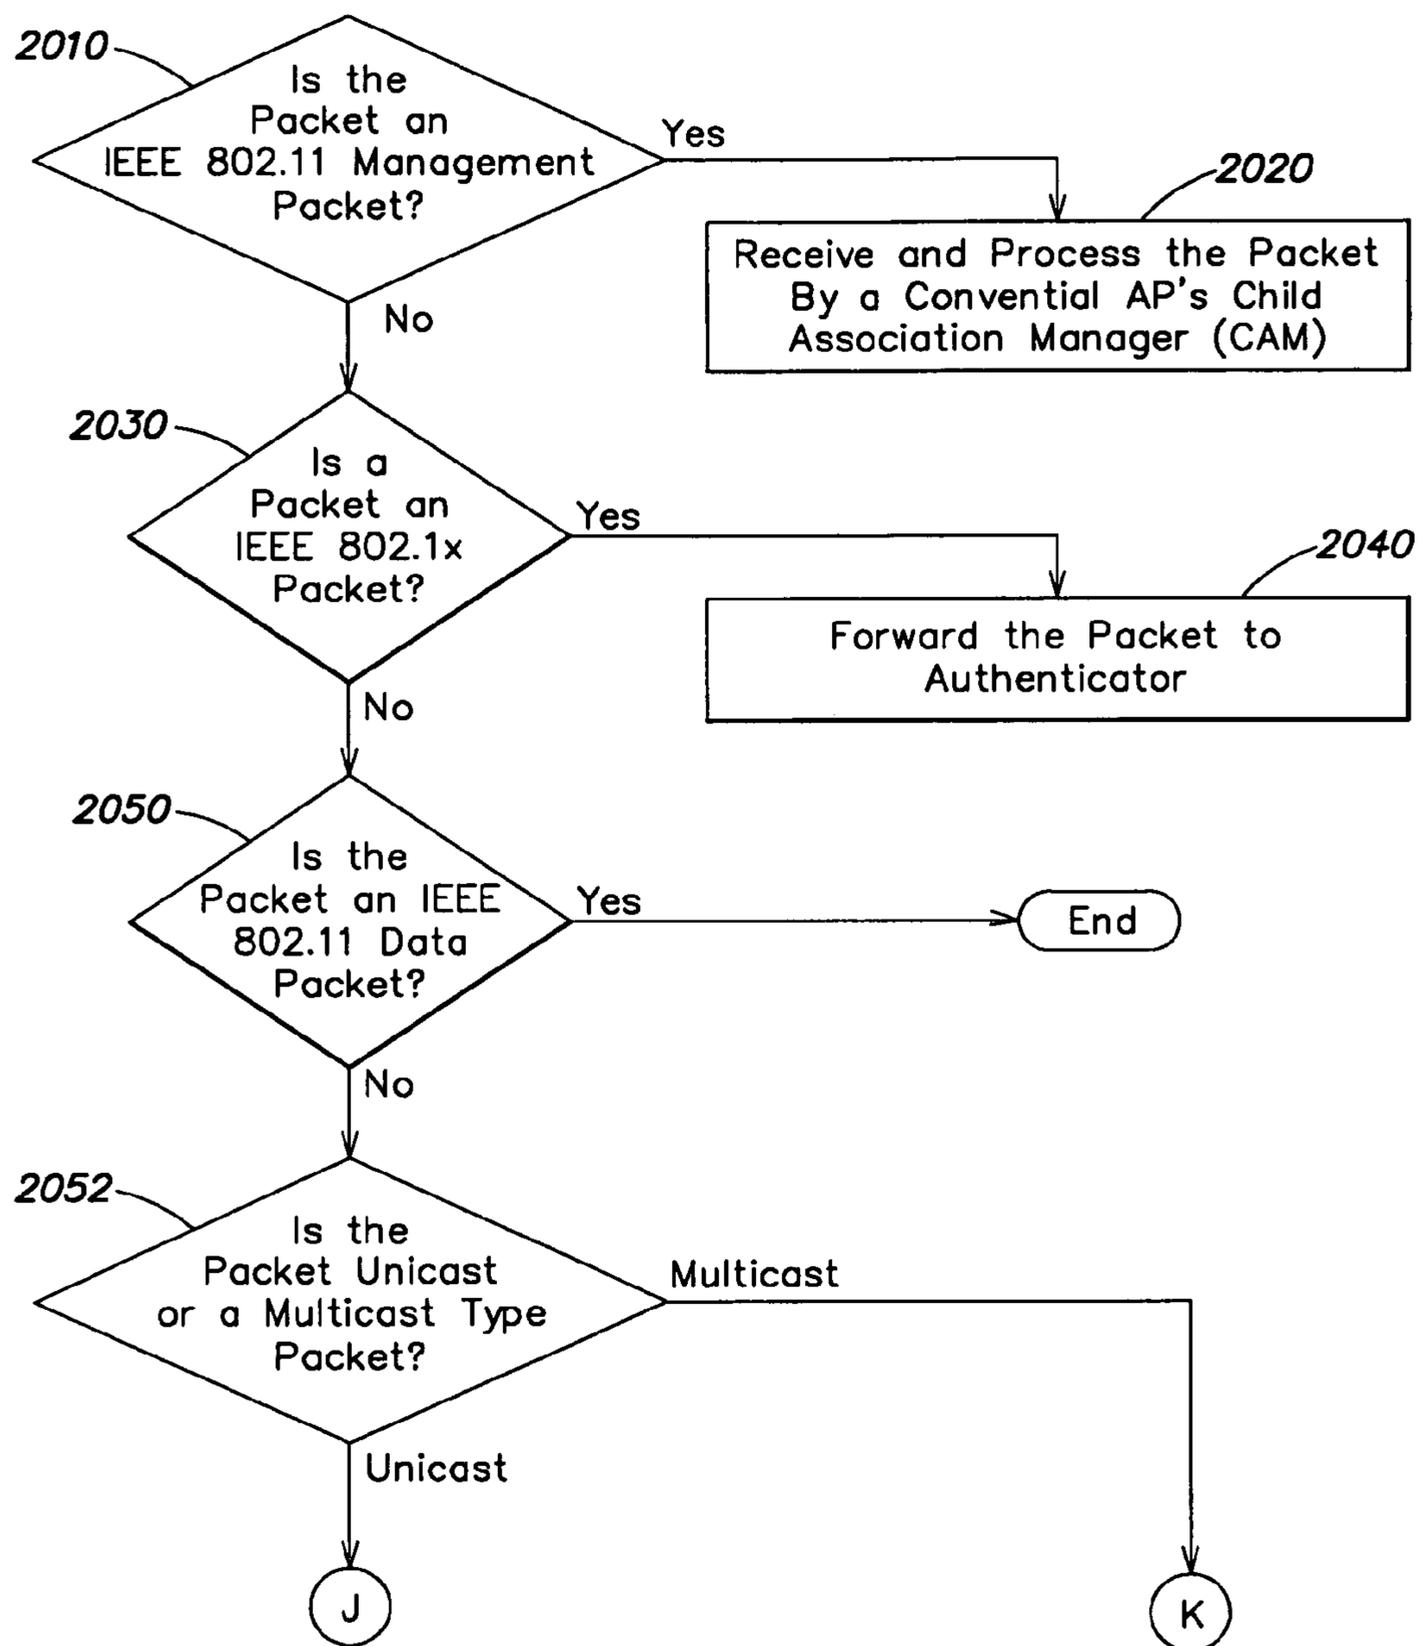 2010
Is the
Packet an
IEEE 802.11 Management
Packet?
Yes
No
2020
Receive and Process the Packet
By a Convential AP's Child
Association Manager (CAM)
2030
Is a
Packet an
IEEE 802.1x
Packet?
Yes
No
2040
Forward the Packet to
Authenticator
2050
Is the
Packet an IEEE
802.11 Data
Packet?
Yes
End
No
2052
Is the
Packet Unicast
or a Multicast Type
Packet?
Multicast
Unicast
J
K